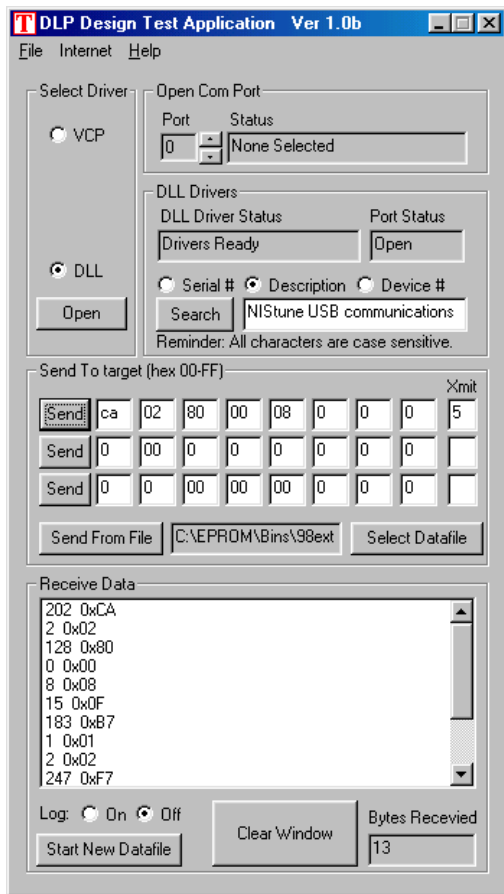 T DLP Design Test Application Ver 1.0b
File Internet Help
Select Driver
VCP
DLL
Open
Open Com Port
Port Status
0 None Selected
DLL Drivers
DLL Driver Status Port Status
Drivers Ready Open
Serial # Description Device #
Search NIStune USB communications
Reminder: All characters are case sensitive.
Send To target (hex 00-FF)
Xmit
Send ca 02 80 00 08 0 0 0 5
Send 0 00 0 0 0 0 0 0
Send 0 0 00 00 00 0 0 0
Send From File C:\EPROM\Bins\98ext Select Datafile
Receive Data
202 0xCA
2 0x02
128 0x80
0 0x00
8 0x08
15 0x0F
183 0xB7
1 0x01
2 0x02
247 0xF7
Log: On Off
Start New Datafile
Clear Window
Bytes Recevied
13